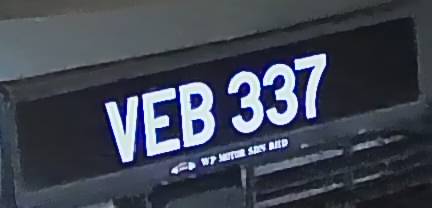 VEB 337
WP MOTOR SDN BHD